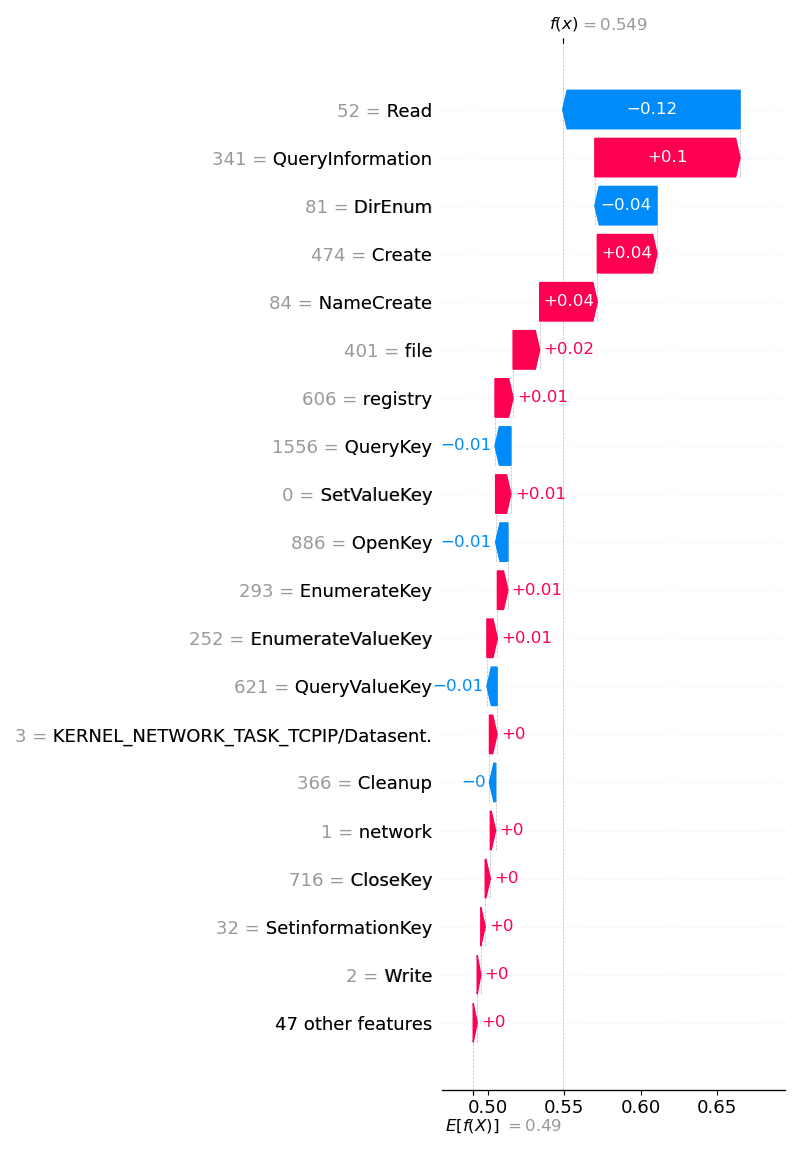 f(x) = 0.549
52 = Read −0.12
341 = QueryInformation +0.1
81 = DirEnum −0.04
474 = Create +0.04
84 = NameCreate +0.04
401 = file +0.02
606 = registry +0.01
1556 = QueryKey −0.01
0 = SetValueKey +0.01
886 = OpenKey −0.01
293 = EnumerateKey +0.01
252 = EnumerateValueKey +0.01
621 = QueryValueKey −0.01
3 = KERNEL_NETWORK_TASK_TCPIP/Datasent. +0
366 = Cleanup −0
1 = network +0
716 = CloseKey +0
32 = SetinformationKey +0
2 = Write +0
47 other features +0
0.50 0.55 0.60 0.65
E[f(X)] = 0.49